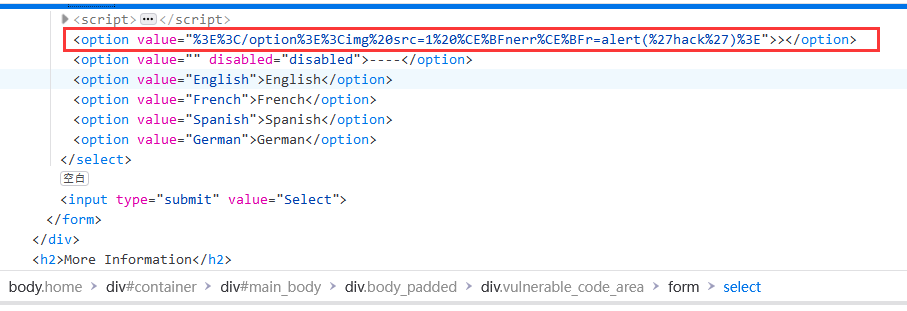 <script>···</script>
<option value="%3E%3C/option%3E%3Cimg%20src=1%20%CE%BFnerr%CE%BFr=alert(%27hack%27)%3E">></option>
<option value="" disabled="disabled">----</option>
<option value="English">English</option>
<option value="French">French</option>
<option value="Spanish">Spanish</option>
<option value="German">German</option>
</select>
空白
<input type="submit" value="Select">
</form>
</div>
<h2>More Information</h2>
body.home > div#container > div#main_body > div.body_padded > div.vulnerable_code_area > form > select